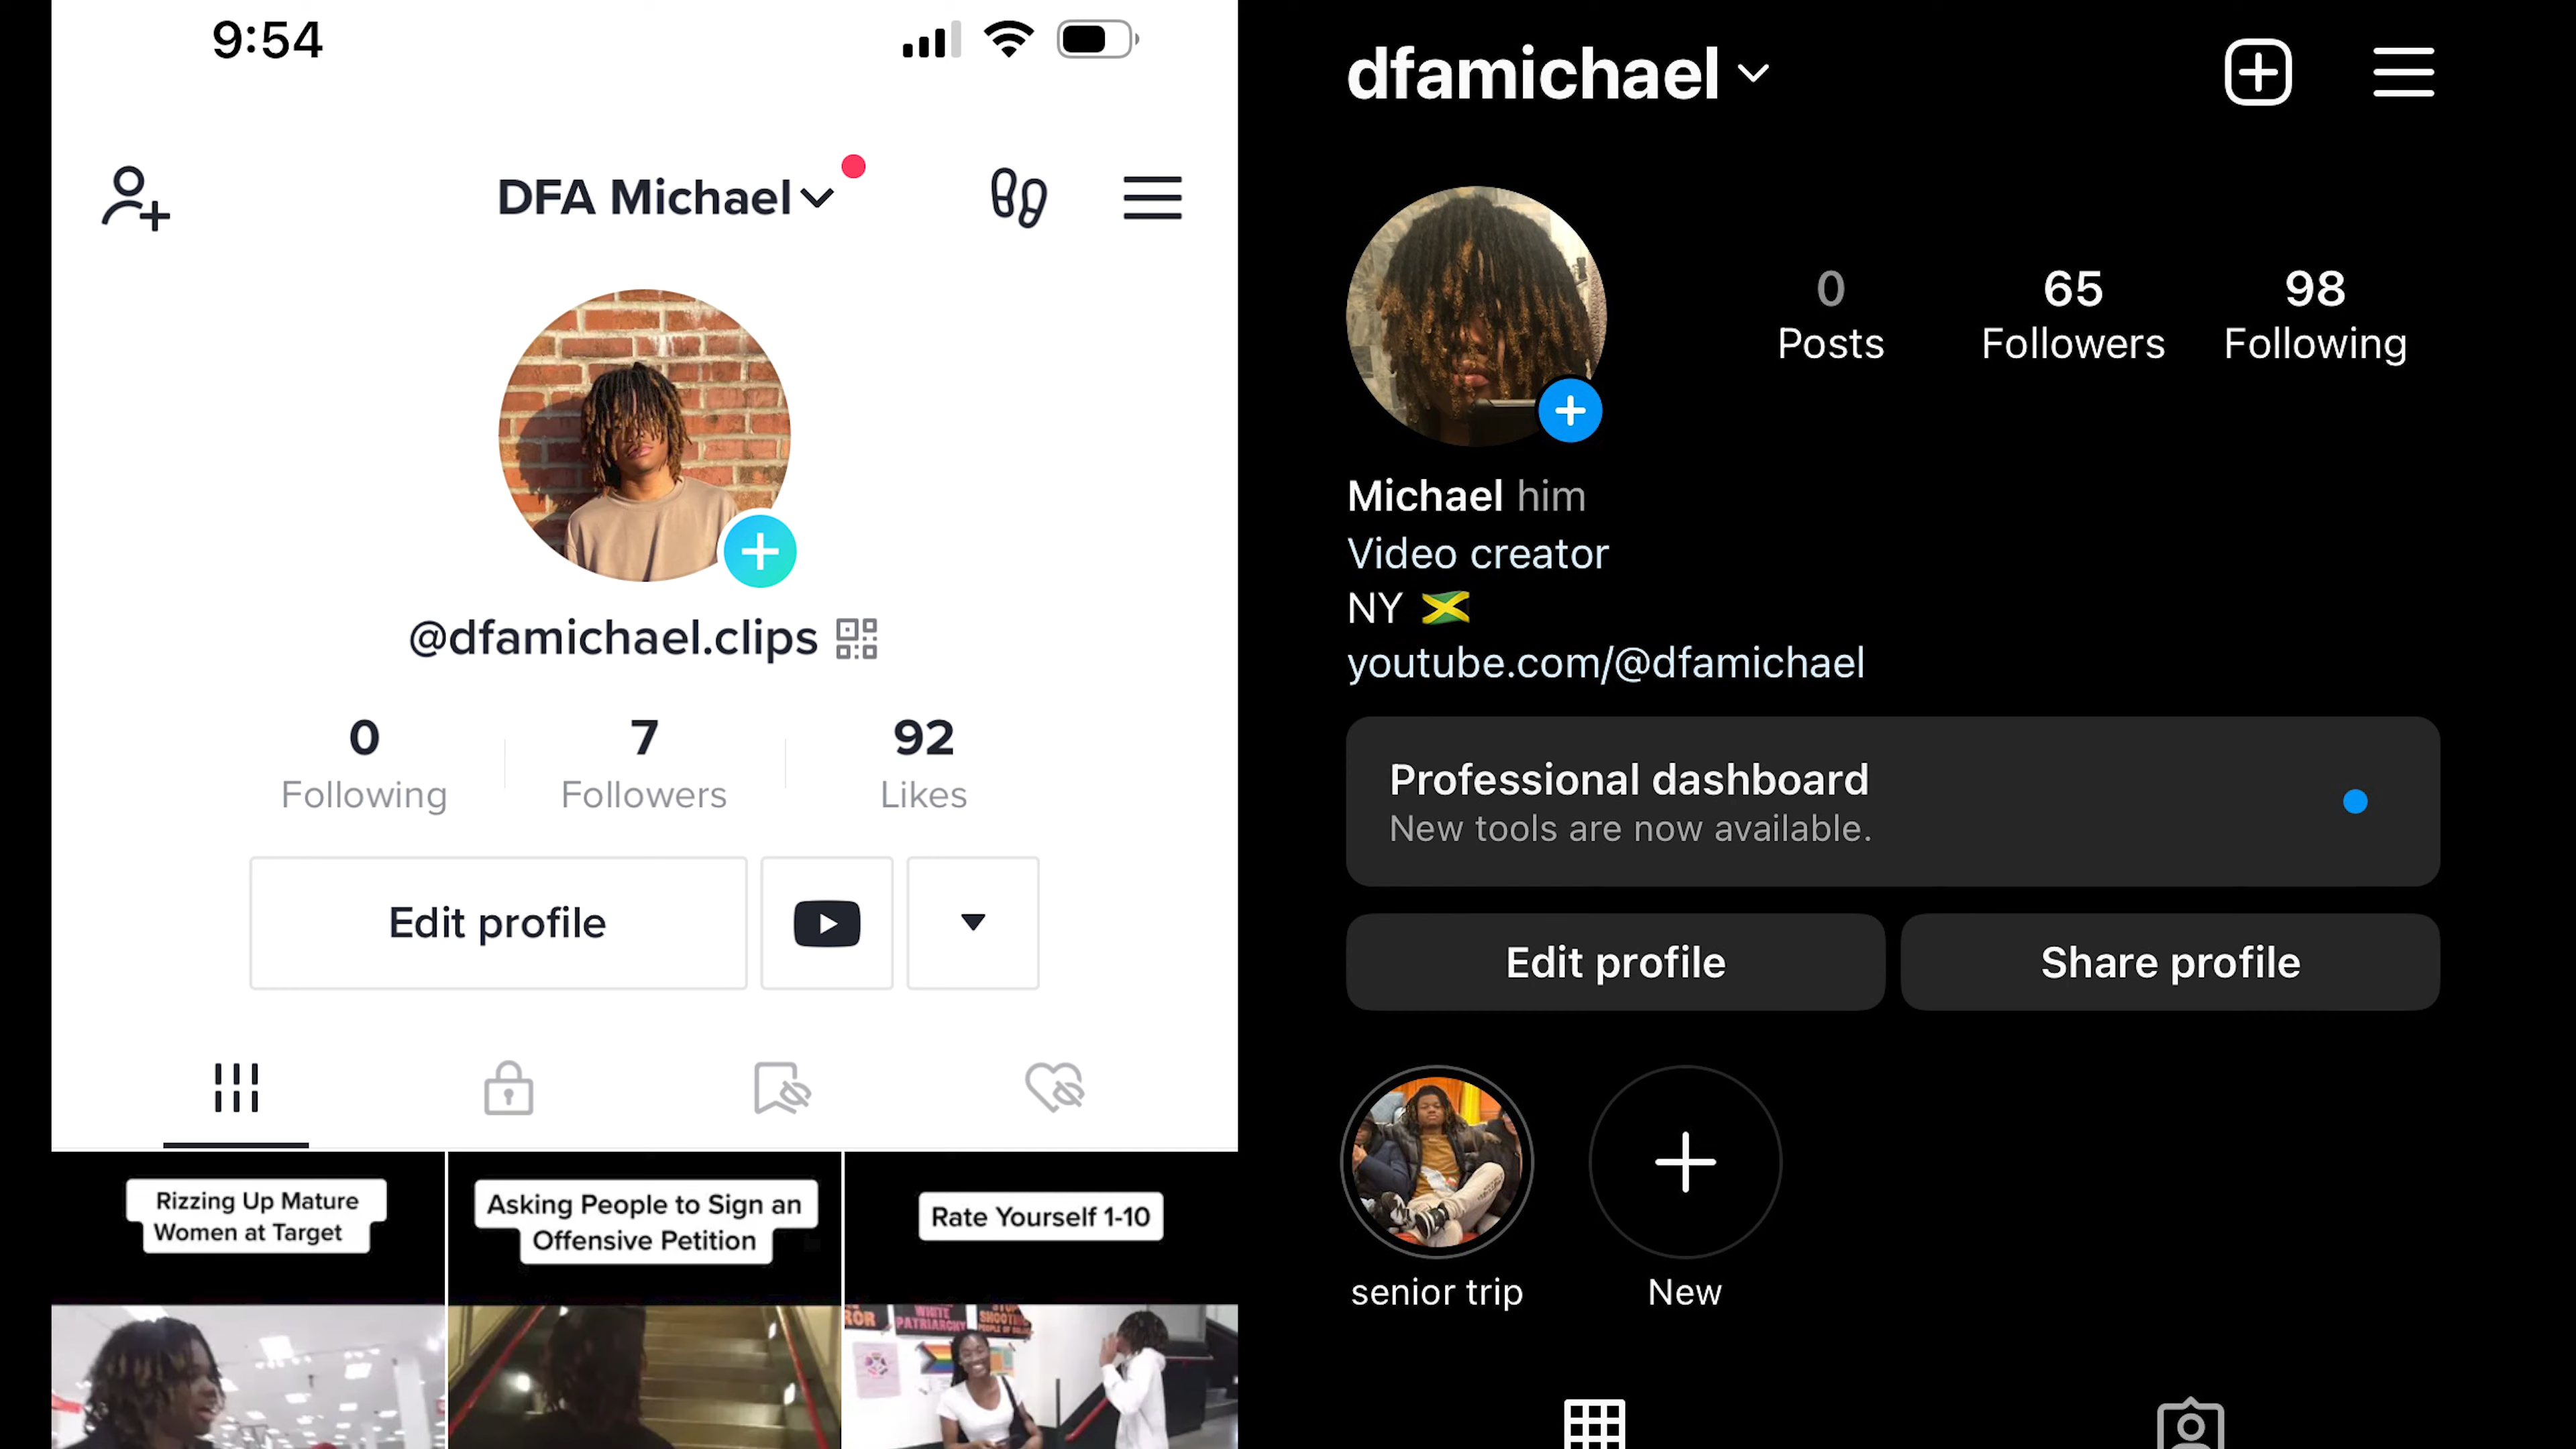 9:54
DFA Michael
@dfamichael.clips
0
7
92
Following
Followers
Likes
Edit profile
Rizzing Up Mature
Women at Target
Asking People to Sign an
Offensive Petition
Rate Yourself 1-10
WHITE
PATRIARCHY
dfamichael
0
65
98
Posts
Followers
Following
Michael him
Video creator
NY 🇯🇲
youtube.com/@dfamichael
Professional dashboard
New tools are now available.
Edit profile
Share profile
senior trip
New